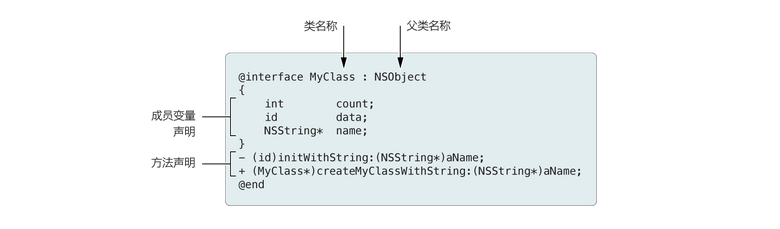 类名称 父类名称
@interface MyClass : NSObject
{
int count;
id data;
NSString* name;
}
成员变量
声明
- (id)initWithString:(NSString*)aName;
+ (MyClass*)createMyClassWithString:(NSString*)aName;
方法声明
@end